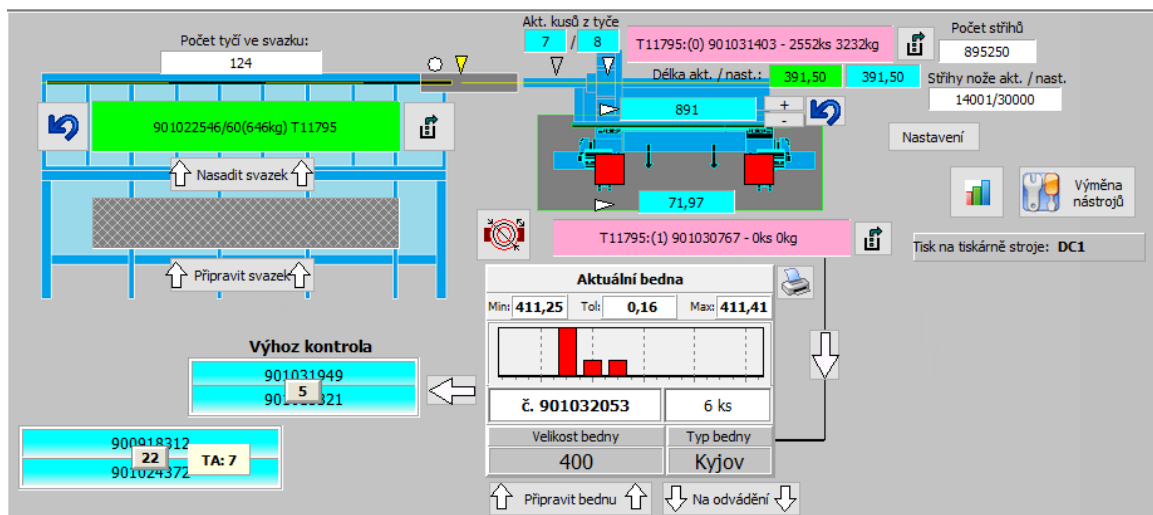 Počet tyčí ve svazku:
124
Akt. kusů z tyče
7 / 8
T11795:(0) 901031403 - 2552ks 3232kg
Počet střihů
895250
Délka akt. / nast.: 391,50 391,50
Střihy nože akt. / nast.
14001/30000
891
+
-
901022546/60(646kg) T11795
Nastavení
Nasadit svazek
Výměna
nástrojů
71,97
T11795:(1) 901030767 - 0ks 0kg
Tisk na tiskárně stroje: DC1
Připravit svazek
Aktuální bedna
Min: 411,25 Tol: 0,16 Max: 411,41
Výhoz kontrola
901031949
5
č. 901032053 6 ks
Velikost bedny Typ bedny
400 Kyjov
900918312
22 TA: 7
901024372
Připravit bednu Na odvádění